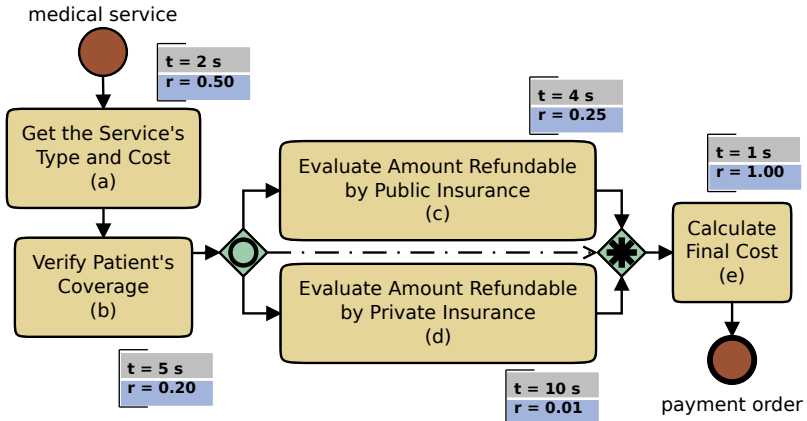 medical service
t = 2 s
r = 0.50
Get the Service's
Type and Cost
(a)
Verify Patient's
Coverage
(b)
t = 5 s
r = 0.20
Evaluate Amount Refundable
by Public Insurance
(c)
t = 4 s
r = 0.25
Evaluate Amount Refundable
by Private Insurance
(d)
t = 10 s
r = 0.01
t = 1 s
r = 1.00
Calculate
Final Cost
(e)
payment order